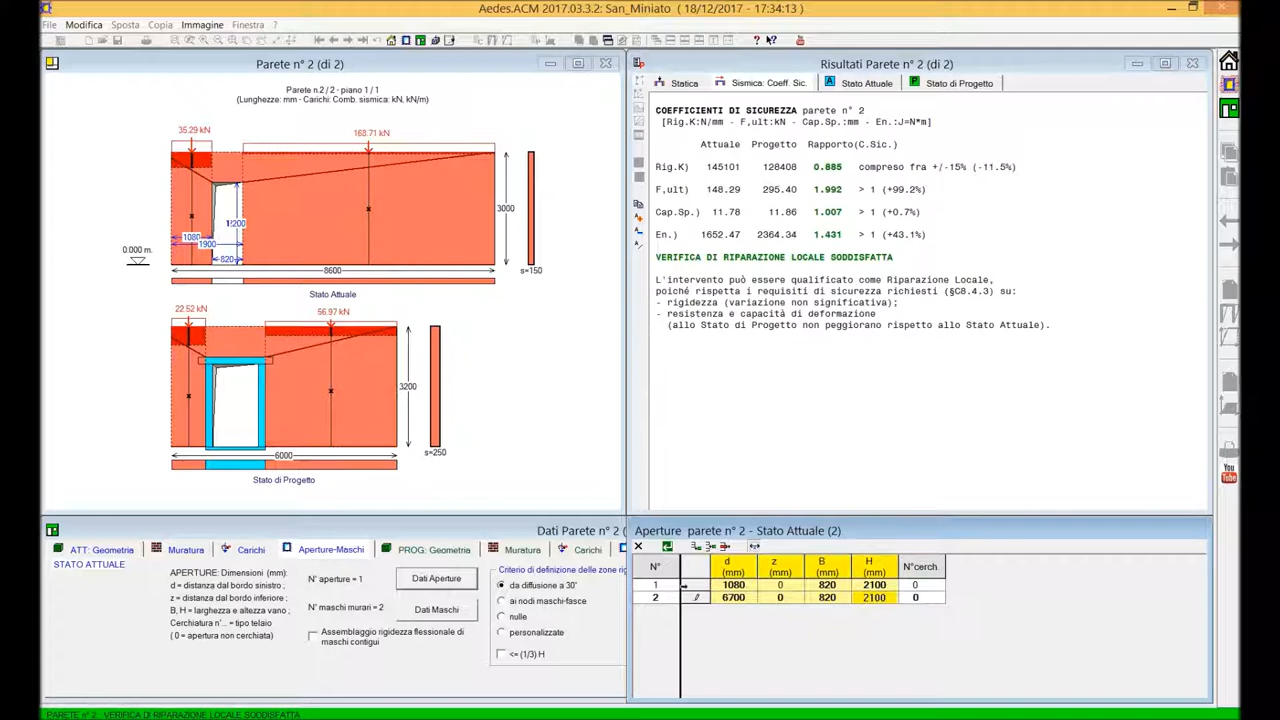 Aedes.ACM 2017.03.3.2: San_Miniato ( 18/12/2017 - 17:34:13 )
File Modifica Sposta Copia Immagine Finestra ?
Parete n° 2 (di 2)
Parete n.2 / 2 - piano 1 / 1
(Lunghezze: mm - Carichi: Comb. sismica: kN, kN/m)
35.29 kN 168.71 kN
3000
1080
1900
820
0.000 m.
8600
s=150
Stato Attuale
22.52 kN 56.97 kN
3200
6000
s=250
Stato di Progetto
Risultati Parete n° 2 (di 2)
Statica Sismica: Coeff. Sic. A Stato Attuale P Stato di Progetto
COEFFICIENTI DI SICUREZZA parete n° 2
[Rig.K:N/mm - F,ult:kN - Cap.Sp.:mm - En.:J=N*m]
Attuale Progetto Rapporto(C.Sic.)
Rig.K) 145101 128408 0.885 compreso fra +/-15% (-11.5%)
F,ult) 148.29 295.40 1.992 > 1 (+99.2%)
Cap.Sp.) 11.78 11.86 1.007 > 1 (+0.7%)
En.) 1652.47 2364.34 1.431 > 1 (+43.1%)
VERIFICA DI RIPARAZIONE LOCALE SODDISFATTA
L'intervento può essere qualificato come Riparazione Locale,
poiché rispetta i requisiti di sicurezza richiesti (§C8.4.3) su:
- rigidezza (variazione non significativa);
- resistenza e capacità di deformazione
(allo Stato di Progetto non peggiorano rispetto allo Stato Attuale).
You
Tube
Dati Parete n° 2 (
ATT: Geometria Muratura Carichi Aperture-Maschi PROG: Geometria Muratura Carichi
STATO ATTUALE
APERTURE: Dimensioni (mm):
d = distanza dal bordo sinistro ;
z = distanza dal bordo inferiore ;
B, H = larghezza e altezza vano ;
Cerchiatura n°... = tipo telaio
( 0 = apertura non cerchiata)
N° aperture = 1 Dati Aperture
N° maschi murari = 2 Dati Maschi
Assemblaggio rigidezza flessionale di
maschi contigui
Criterio di definizione delle zone rig
da diffusione a 30°
ai nodi maschi-fasce
nulle
personalizzate
<= (1/3) H
Aperture parete n° 2 - Stato Attuale (2)
N° d (mm) z (mm) B (mm) H (mm) N°cerch.
1 1080 0 820 2100 0
2 6700 0 820 2100 0
PARETE n° 2 VERIFICA DI RIPARAZIONE LOCALE SODDISFATTA